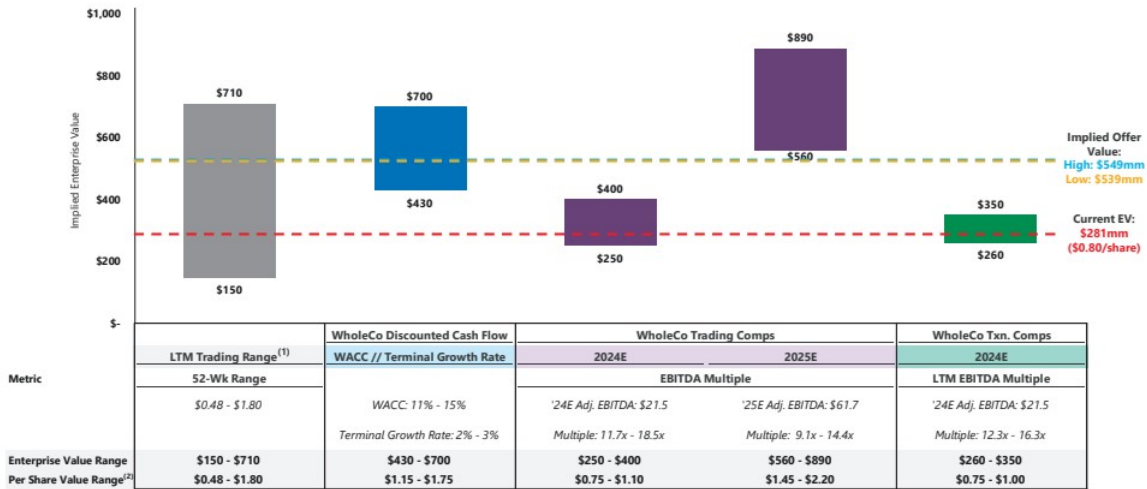 $1,000
$800
$600
$400
$200
$-
Implied Enterprise Value
$710
$150
$700
$430
$400
$250
$890
$560
$350
$260
Implied Offer
Value:
High: $549mm
Low: $539mm
Current EV:
$281mm
($0.80/share)
WholeCo Discounted Cash Flow WholeCo Trading Comps WholeCo Txn. Comps
LTM Trading Range(1) WACC // Terminal Growth Rate 2024E 2025E 2024E
Metric 52-Wk Range EBITDA Multiple LTM EBITDA Multiple
$0.48 - $1.80 WACC: 11% - 15% '24E Adj. EBITDA: $21.5 '25E Adj. EBITDA: $61.7 '24E Adj. EBITDA: $21.5
Terminal Growth Rate: 2% - 3% Multiple: 11.7x - 18.5x Multiple: 9.1x - 14.4x Multiple: 12.3x - 16.3x
Enterprise Value Range $150 - $710 $430 - $700 $250 - $400 $560 - $890 $260 - $350
Per Share Value Range(2) $0.48 - $1.80 $1.15 - $1.75 $0.75 - $1.10 $1.45 - $2.20 $0.75 - $1.00